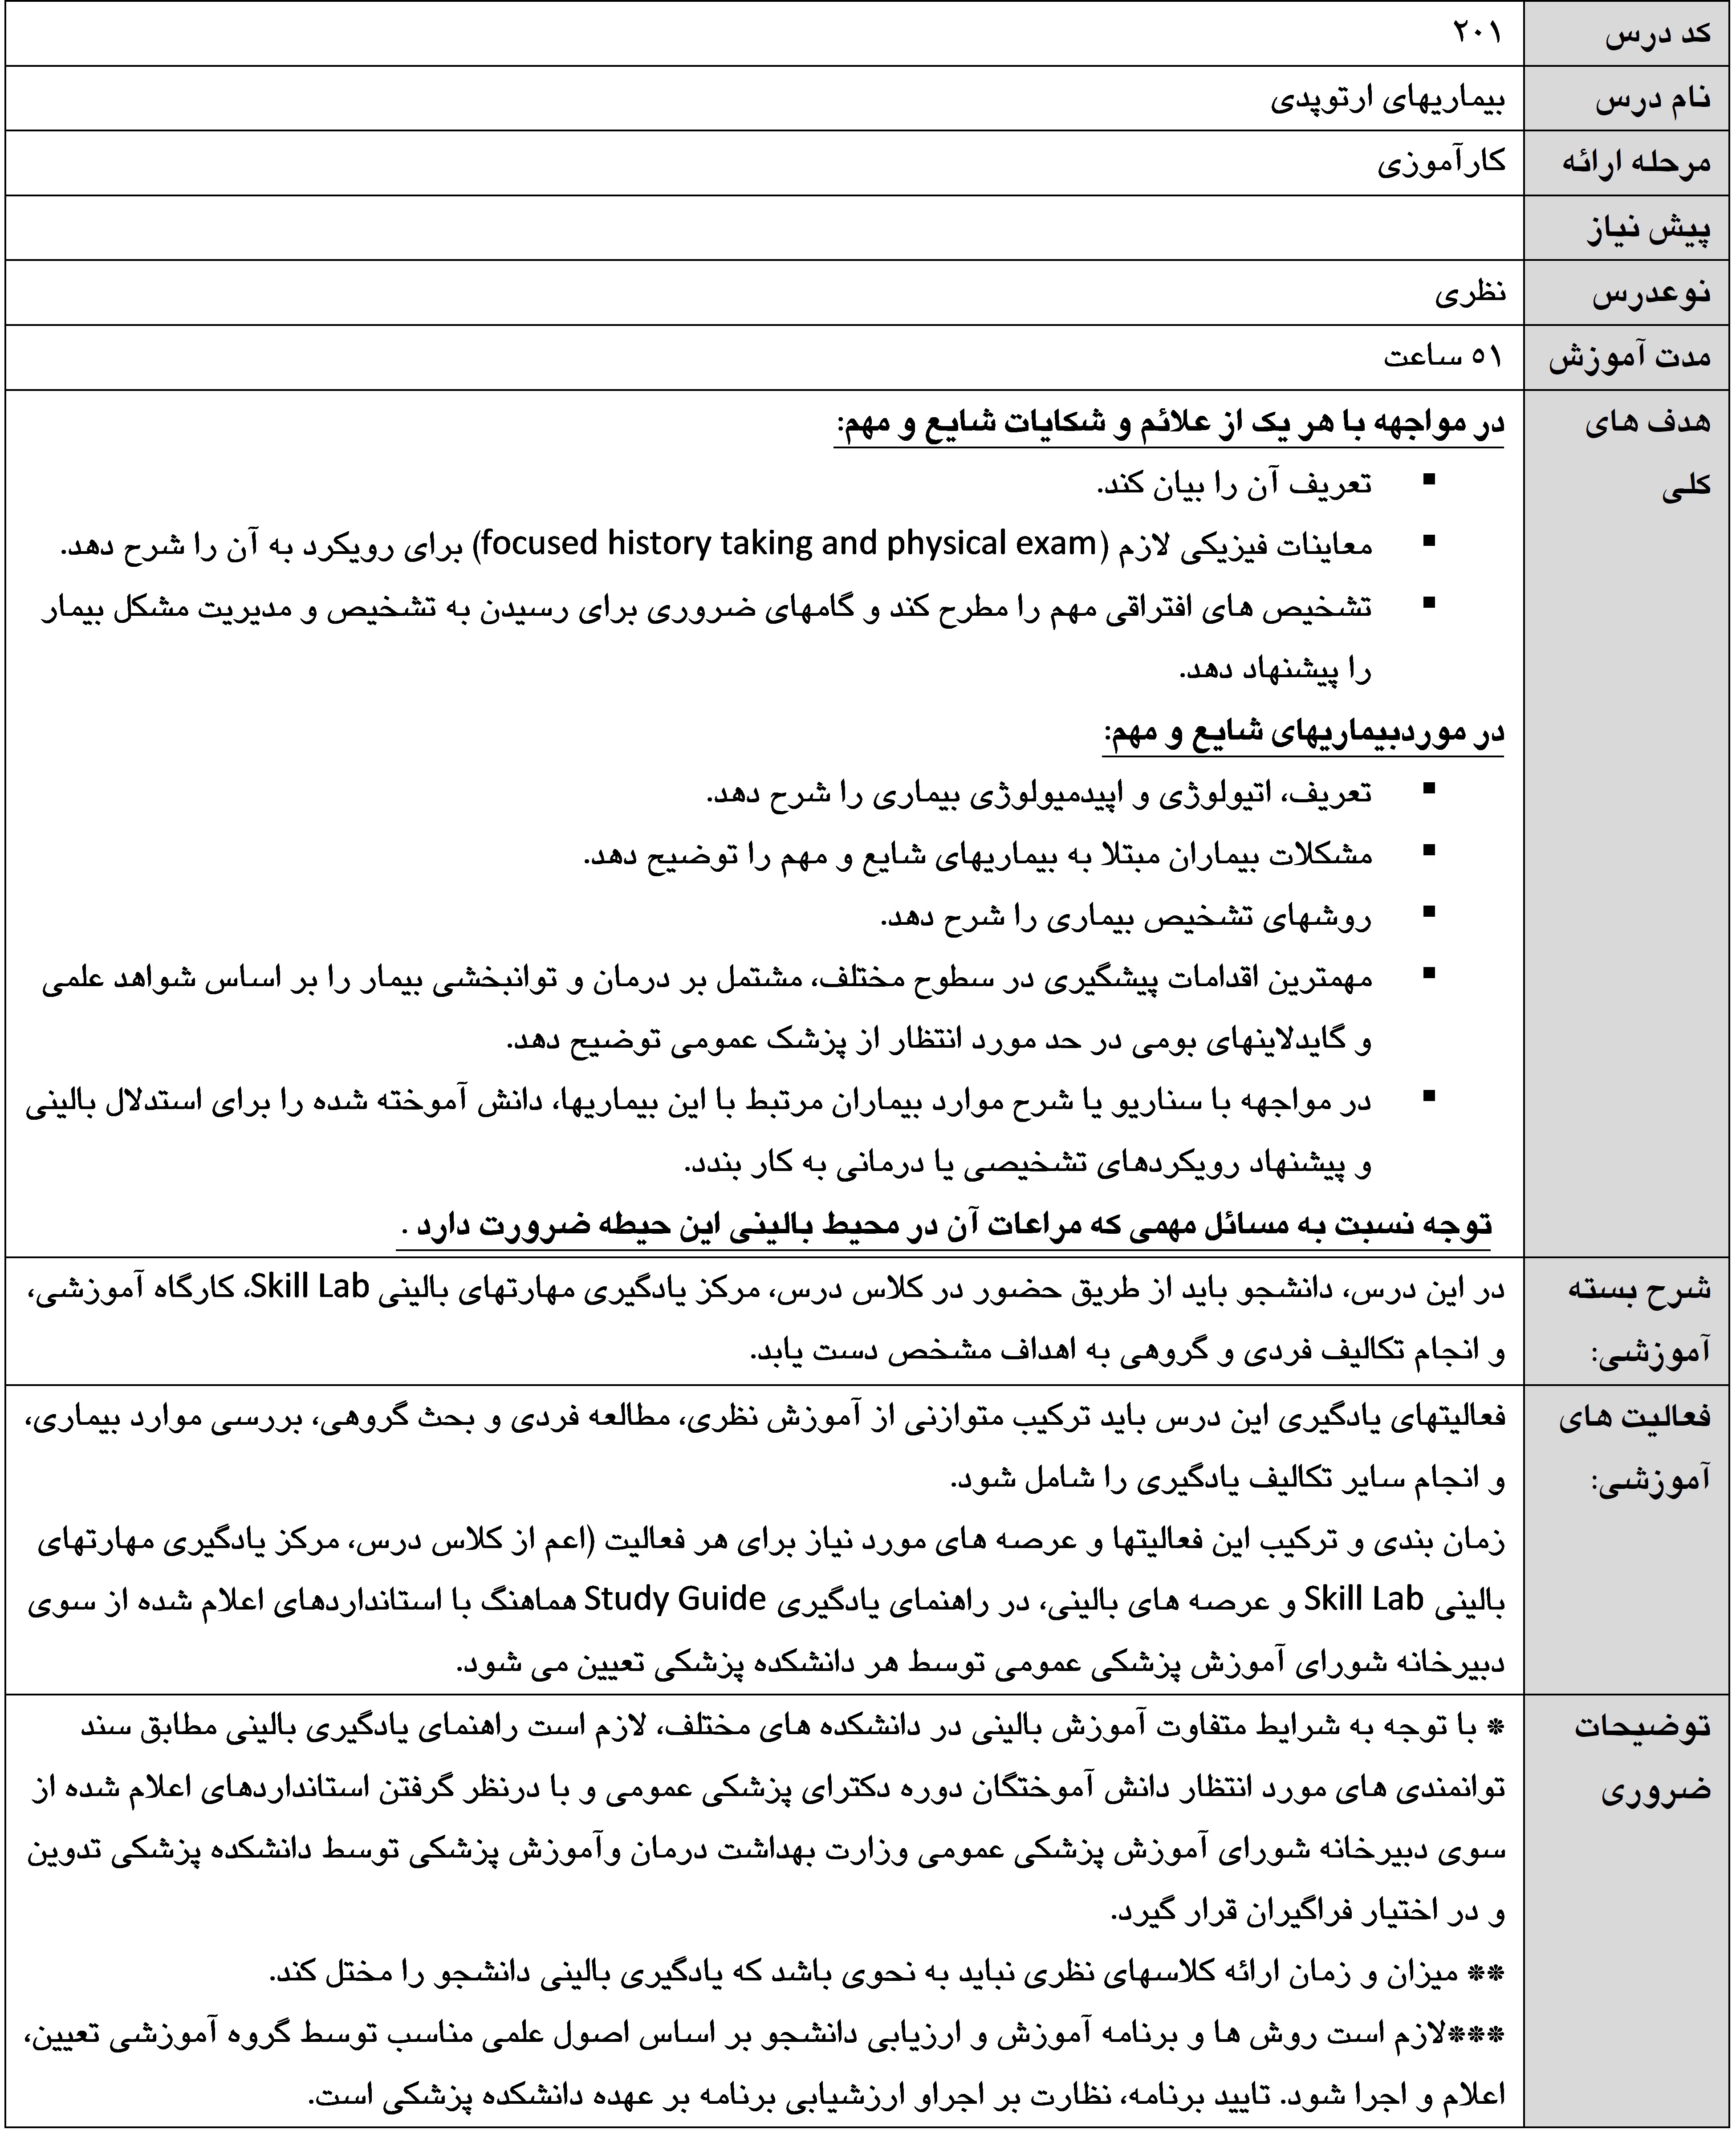 کد درس ۲۰۱
نام درس بیماریهای ارتوپدی
مرحله ارائه کارآموزی
پیش نیاز
نوعدرس نظری
مدت آموزش ۵۱ ساعت
هدف های
کلی
در مواجهه با هر یک از علائم و شکایات شایع و مهم:
▪ تعریف آن را بیان کند.
▪ معاینات فیزیکی لازم (focused history taking and physical exam) برای رویکرد به آن را شرح دهد.
▪ تشخیص های افتراقی مهم را مطرح کند و گامهای ضروری برای رسیدن به تشخیص و مدیریت مشکل بیمار
را پیشنهاد دهد.
در موردبیماریهای شایع و مهم:
▪ تعریف، اتیولوژی و اپیدمیولوژی بیماری را شرح دهد.
▪ مشکلات بیماران مبتلا به بیماریهای شایع و مهم را توضیح دهد.
▪ روشهای تشخیص بیماری را شرح دهد.
▪ مهمترین اقدامات پیشگیری در سطوح مختلف، مشتمل بر درمان و توانبخشی بیمار را بر اساس شواهد علمی
و گایدلاینهای بومی در حد مورد انتظار از پزشک عمومی توضیح دهد.
▪ در مواجهه با سناریو یا شرح موارد بیماران مرتبط با این بیماریها، دانش آموخته شده را برای استدلال بالینی
و پیشنهاد رویکردهای تشخیصی یا درمانی به کار بندد.
توجه نسبت به مسائل مهمی که مراعات آن در محیط بالینی این حیطه ضرورت دارد .
شرح بسته
آموزشی:
در این درس، دانشجو باید از طریق حضور در کلاس درس، مرکز یادگیری مهارتهای بالینی Skill Lab، کارگاه آموزشی،
و انجام تکالیف فردی و گروهی به اهداف مشخص دست یابد.
فعالیت های
آموزشی:
فعالیتهای یادگیری این درس باید ترکیب متوازنی از آموزش نظری، مطالعه فردی و بحث گروهی، بررسی موارد بیماری،
و انجام سایر تکالیف یادگیری را شامل شود.
زمان بندی و ترکیب این فعالیتها و عرصه های مورد نیاز برای هر فعالیت (اعم از کلاس درس، مرکز یادگیری مهارتهای
بالینی Skill Lab و عرصه های بالینی، در راهنمای یادگیری Study Guide هماهنگ با استانداردهای اعلام شده از سوی
دبیرخانه شورای آموزش پزشکی عمومی توسط هر دانشکده پزشکی تعیین می شود.
توضیحات
ضروری
* با توجه به شرایط متفاوت آموزش بالینی در دانشکده های مختلف، لازم است راهنمای یادگیری بالینی مطابق سند
توانمندی های مورد انتظار دانش آموختگان دوره دکترای پزشکی عمومی و با درنظر گرفتن استانداردهای اعلام شده از
سوی دبیرخانه شورای آموزش پزشکی عمومی وزارت بهداشت درمان وآموزش پزشکی توسط دانشکده پزشکی تدوین
و در اختیار فراگیران قرار گیرد.
** میزان و زمان ارائه کلاسهای نظری نباید به نحوی باشد که یادگیری بالینی دانشجو را مختل کند.
***لازم است روش ها و برنامه آموزش و ارزیابی دانشجو بر اساس اصول علمی مناسب توسط گروه آموزشی تعیین،
اعلام و اجرا شود. تایید برنامه، نظارت بر اجراو ارزشیابی برنامه بر عهده دانشکده پزشکی است.